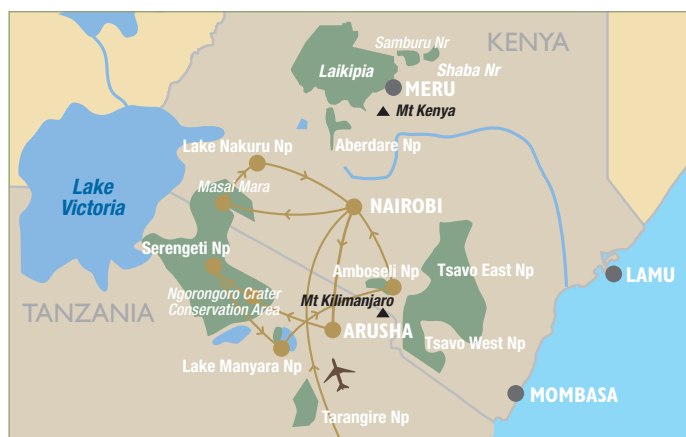 KENYA
Samburu Nr
Laikipia
Shaba Nr
MERU
Mt Kenya
Lake Nakuru Np
Aberdare Np
Lake
Victoria
Masai Mara
NAIROBI
Serengeti Np
Amboseli Np
Tsavo East Np
LAMU
Ngorongoro Crater
Conservation Area
Mt Kilimanjaro
TANZANIA
ARUSHA
Tsavo West Np
Lake Manyara Np
MOMBASA
Tarangire Np